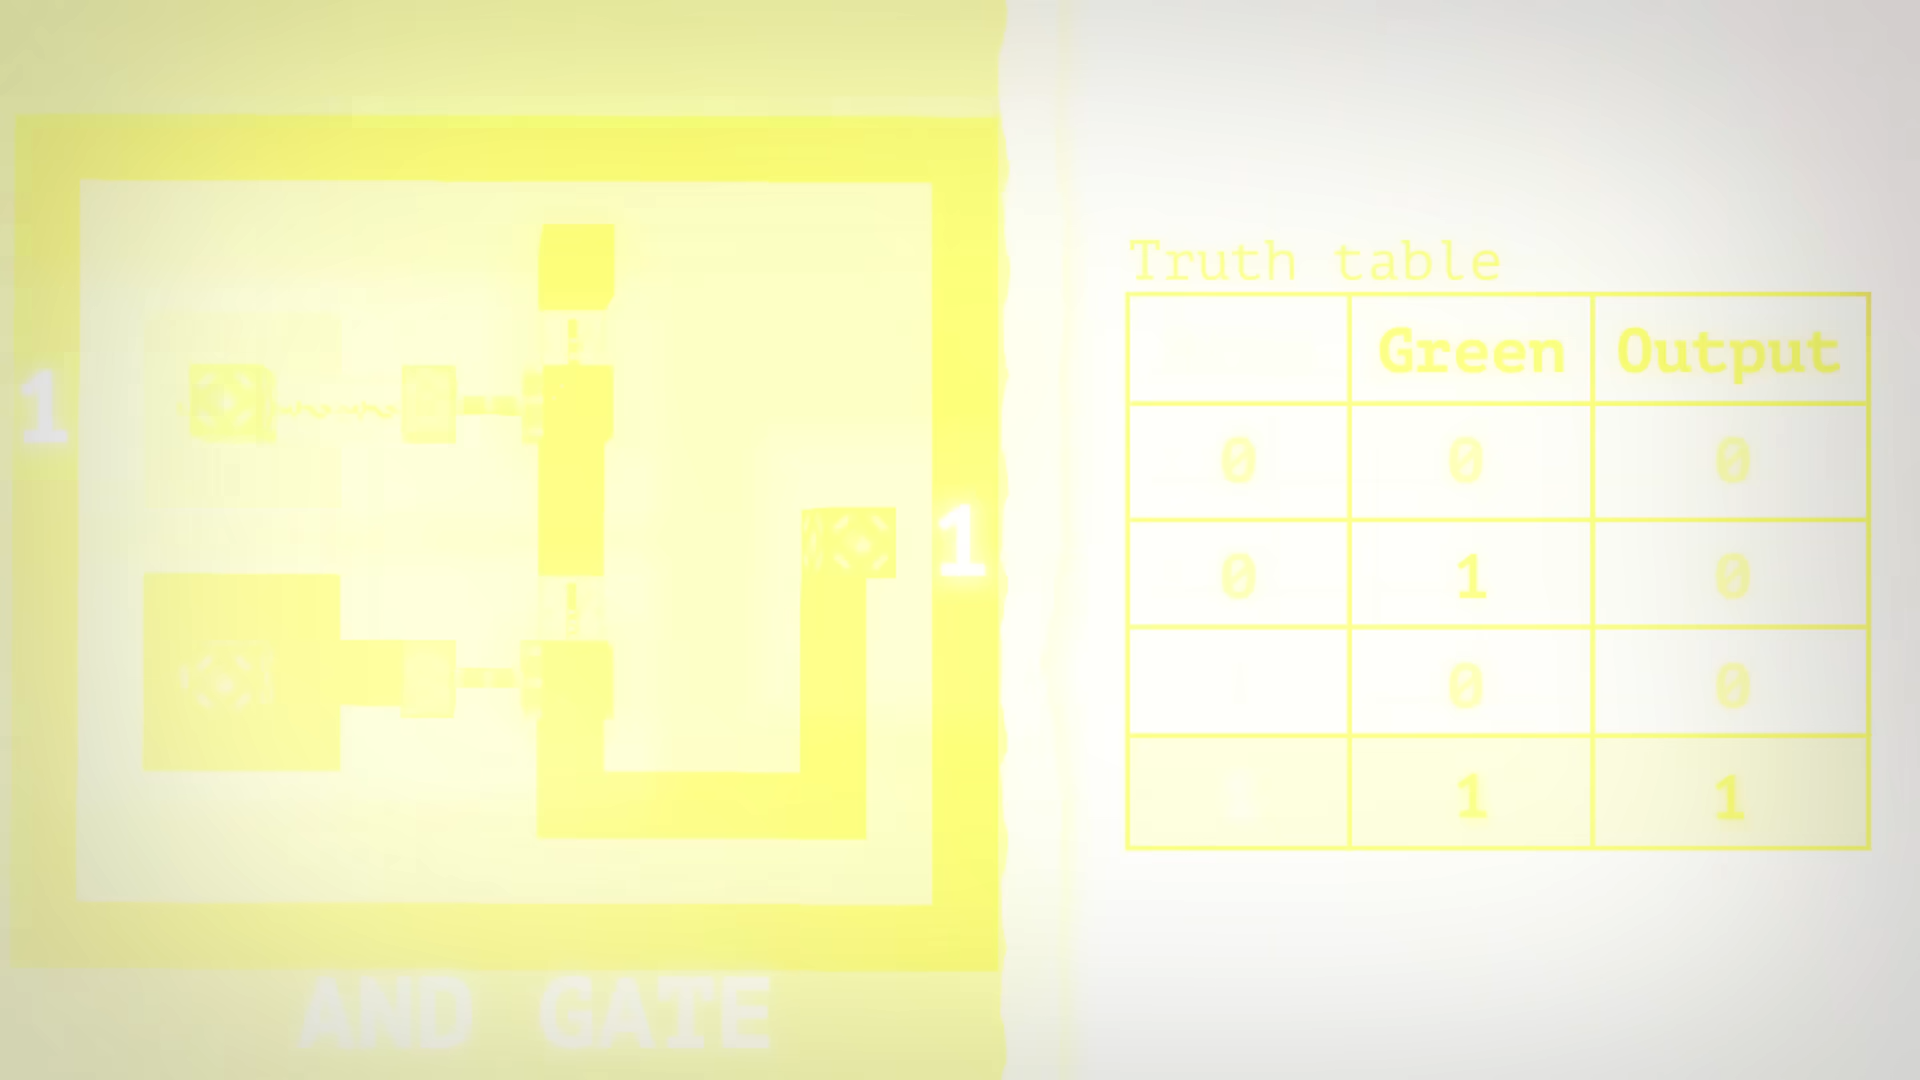 Truth table
Green Output
0 0 0
0 1 0
0 0
1 1
1
1
AND GATE